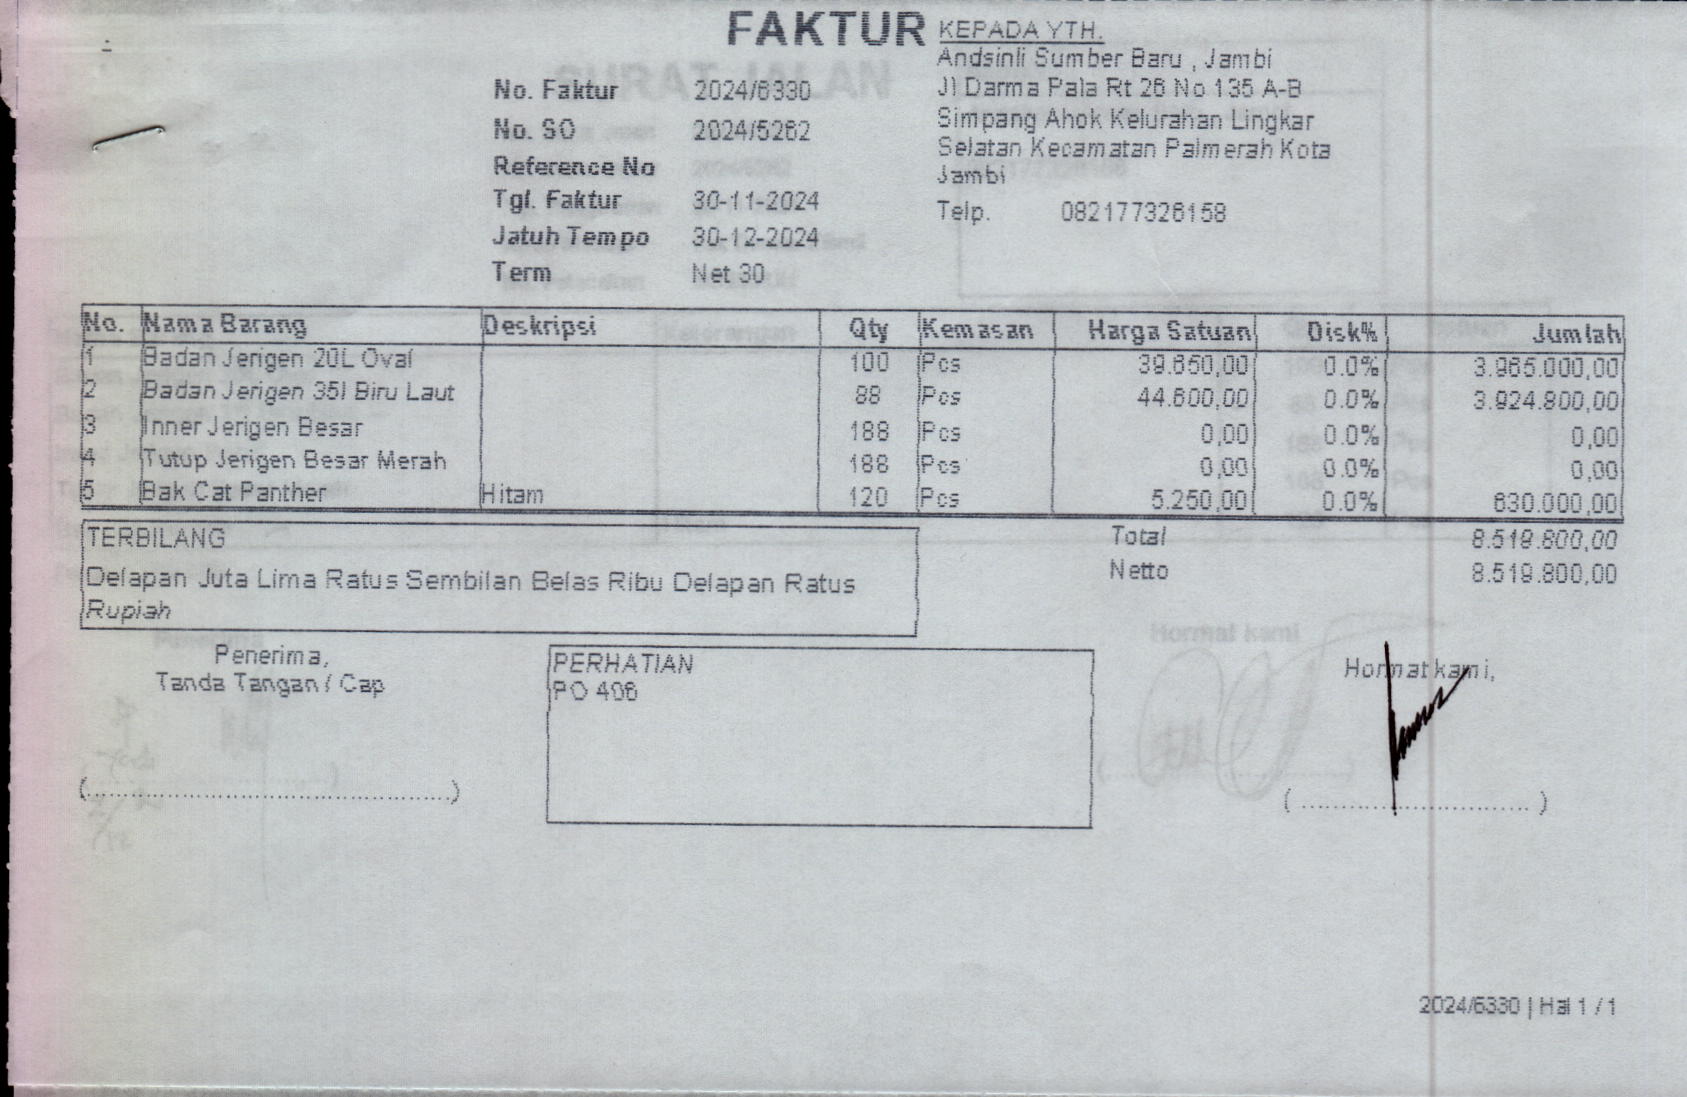 FAKTUR
No. Faktur 2024/6330
No. SO 2024/5262
Reference No
Tgl. Faktur 30-11-2024
Jatuh Tempo 30-12-2024
Term Net 30
KEPADA YTH.
Andsinli Sumber Baru , Jambi
Jl Darma Pala Rt 26 No 135 A-B
Simpang Ahok Kelurahan Lingkar
Selatan Kecamatan Palmerah Kota
Jambi
Telp. 082177326158
No. Nama Barang Deskripsi Qty Kemasan Harga Satuan Disk% Jumlah
1 Badan Jerigen 20L Oval 100 Pcs 39.650,00 0.0% 3.965.000,00
2 Badan Jerigen 35l Biru Laut 88 Pcs 44.600,00 0.0% 3.924.800,00
3 Inner Jerigen Besar 188 Pcs 0,00 0.0% 0,00
4 Tutup Jerigen Besar Merah 188 Pcs 0,00 0.0% 0,00
5 Bak Cat Panther Hitam 120 Pcs 5.250,00 0.0% 630.000,00
TERBILANG
Delapan Juta Lima Ratus Sembilan Belas Ribu Delapan Ratus
Rupiah
Total 8.519.800,00
Netto 8.519.800,00
Penerima,
Tanda Tangan / Cap
(..................................................)
PERHATIAN
PO 406
Hormat kami,
( ................................ )
2024/6330 | Hal 1 / 1